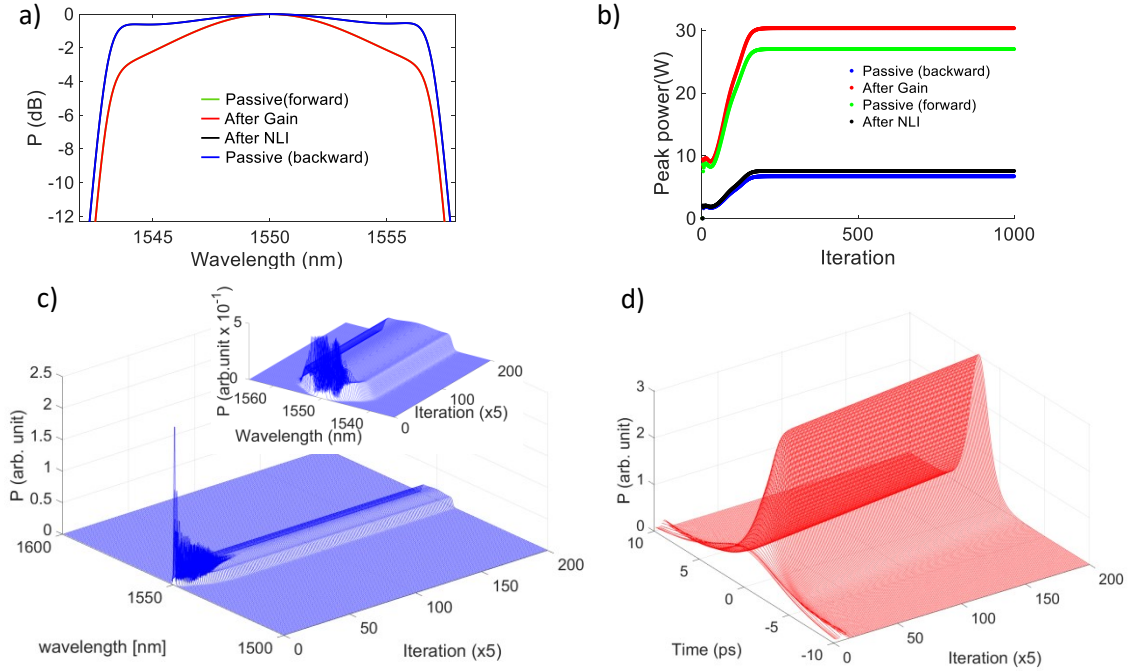 a)
P (dB)
0
-2
-4
-6
-8
-10
-12
Passive(forward)
After Gain
After NLI
Passive (backward)
1545
1550
1555
Wavelength (nm)
b)
Peak power(W)
30
20
10
0
Passive (backward)
After Gain
Passive (forward)
After NLI
0
500
1000
Iteration
c)
P (arb. unit)
2.5
2
1.5
1
0.5
0
1600
1550
1500
wavelength [nm]
0
50
100
150
200
Iteration (x5)
P (arb.unit x 10⁻¹)
5
0
1560
1550
1540
Wavelength (nm)
0
100
200
Iteration (x5)
d)
P (arb. unit)
3
2
1
0
10
5
0
-5
-10
Time (ps)
0
50
100
150
200
Iteration (x5)